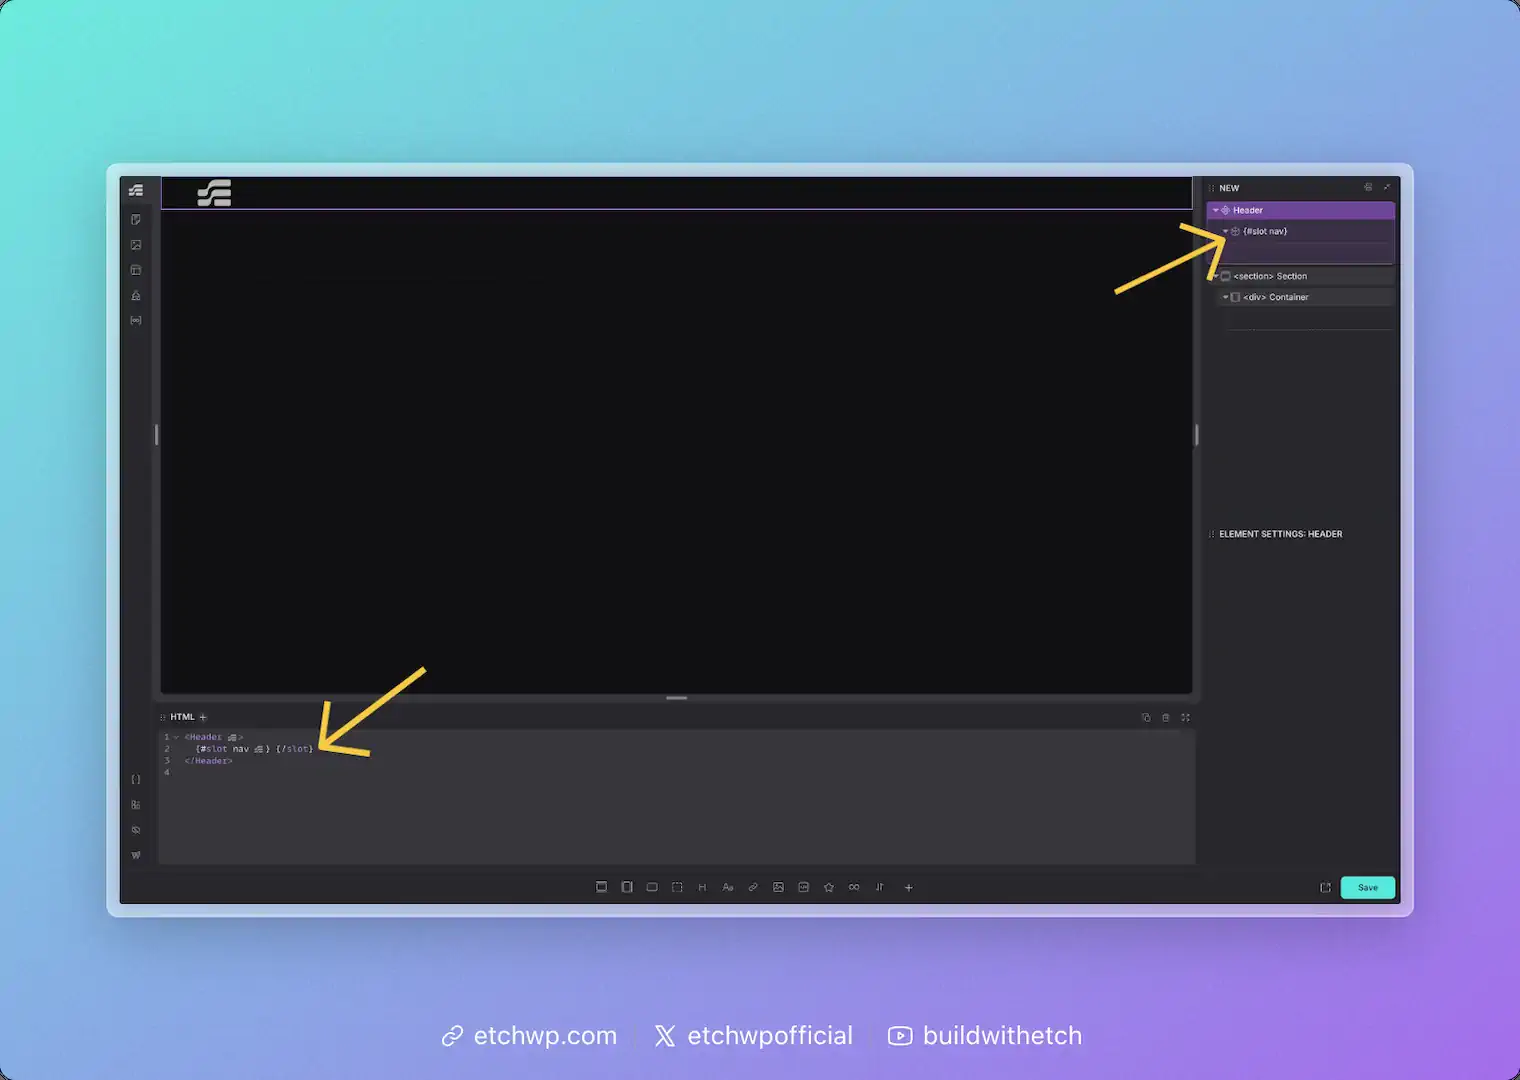 NEW
Header
{#slot nav}
<section> Section
<div> Container
ELEMENT SETTINGS: HEADER
HTML +
1 <Header >
2 {#slot nav } {/slot}
3 </Header>
4
H Aa
Save
etchwp.com etchwpofficial buildwithetch